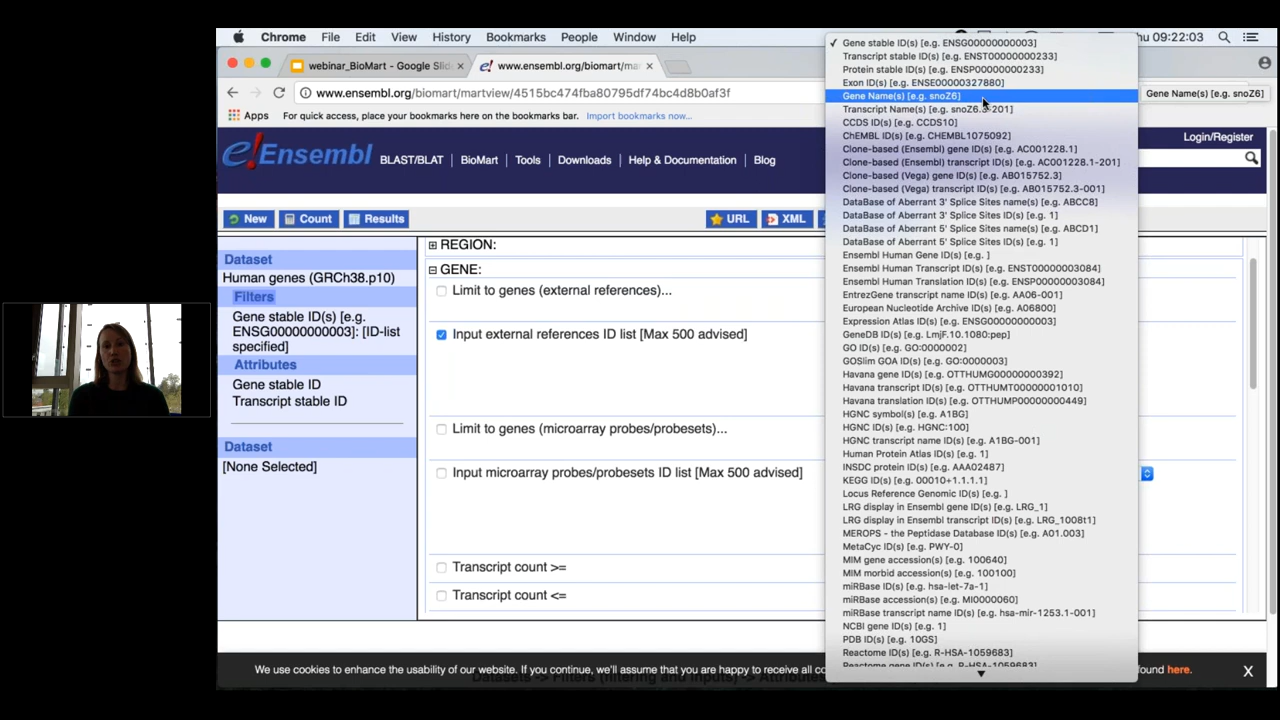 Chrome File Edit View History Bookmarks People Window Help
Thu 09:22:03
webinar_BioMart - Google Slid
www.ensembl.org/biomart/mar
www.ensembl.org/biomart/martview/4515bc474fba80795df74bc4d8b0af3f
Apps For quick access, place your bookmarks here on the bookmarks bar. Import bookmarks now...
e!Ensembl BLAST/BLAT BioMart Tools Downloads Help & Documentation Blog
Login/Register
New Count Results
URL XML
Dataset
Human genes (GRCh38.p10)
Filters
Gene stable ID(s) [e.g.
ENSG00000000003]: [ID-list
specified]
Attributes
Gene stable ID
Transcript stable ID
Dataset
[None Selected]
REGION:
GENE:
Limit to genes (external references)...
Input external references ID list [Max 500 advised]
Limit to genes (microarray probes/probesets)...
Input microarray probes/probesets ID list [Max 500 advised]
Transcript count >=
Transcript count <=
✓ Gene stable ID(s) [e.g. ENSG00000000003]
Transcript stable ID(s) [e.g. ENST00000000233]
Protein stable ID(s) [e.g. ENSP00000000233]
Exon ID(s) [e.g. ENSE00000327880]
Gene Name(s) [e.g. snoZ6]
Transcript Name(s) [e.g. snoZ6.3-201]
CCDS ID(s) [e.g. CCDS10]
ChEMBL ID(s) [e.g. CHEMBL1075092]
Clone-based (Ensembl) gene ID(s) [e.g. AC001228.1]
Clone-based (Ensembl) transcript ID(s) [e.g. AC001228.1-201]
Clone-based (Vega) gene ID(s) [e.g. AB015752.3]
Clone-based (Vega) transcript ID(s) [e.g. AB015752.3-001]
DataBase of Aberrant 3' Splice Sites name(s) [e.g. ABCC8]
DataBase of Aberrant 3' Splice Sites ID(s) [e.g. 1]
DataBase of Aberrant 5' Splice Sites name(s) [e.g. ABCD1]
DataBase of Aberrant 5' Splice Sites ID(s) [e.g. 1]
Ensembl Human Gene ID(s) [e.g. ]
Ensembl Human Transcript ID(s) [e.g. ENST00000003084]
Ensembl Human Translation ID(s) [e.g. ENSP00000003084]
EntrezGene transcript name ID(s) [e.g. AA06-001]
European Nucleotide Archive ID(s) [e.g. A06800]
Expression Atlas ID(s) [e.g. ENSG00000000003]
GeneDB ID(s) [e.g. LmjF.10.1080:pep]
GO ID(s) [e.g. GO:0000002]
GOSlim GOA ID(s) [e.g. GO:0000003]
Havana gene ID(s) [e.g. OTTHUMG00000000392]
Havana transcript ID(s) [e.g. OTTHUMT00000001010]
Havana translation ID(s) [e.g. OTTHUMP00000000449]
HGNC symbol(s) [e.g. A1BG]
HGNC ID(s) [e.g. HGNC:100]
HGNC transcript name ID(s) [e.g. A1BG-001]
Human Protein Atlas ID(s) [e.g. 1]
INSDC protein ID(s) [e.g. AAA02487]
KEGG ID(s) [e.g. 00010+1.1.1.1]
Locus Reference Genomic ID(s) [e.g. ]
LRG display in Ensembl gene ID(s) [e.g. LRG_1]
LRG display in Ensembl transcript ID(s) [e.g. LRG_1008t1]
MEROPS - the Peptidase Database ID(s) [e.g. A01.003]
MetaCyc ID(s) [e.g. PWY-0]
MIM gene accession(s) [e.g. 100640]
MIM morbid accession(s) [e.g. 100100]
miRBase ID(s) [e.g. hsa-let-7a-1]
miRBase accession(s) [e.g. MI0000060]
miRBase transcript name ID(s) [e.g. hsa-mir-1253.1-001]
NCBI gene ID(s) [e.g. 1]
PDB ID(s) [e.g. 10GS]
Reactome ID(s) [e.g. R-HSA-1059683]
Reactome gene ID(s) [e.g. R-HSA-1059683]
Gene Name(s) [e.g. snoZ6]
We use cookies to enhance the usability of our website. If you continue, we'll assume that you are happy to receive all co
found here. X
Datasets -> Filters (filtering and inputs) -> Attributes